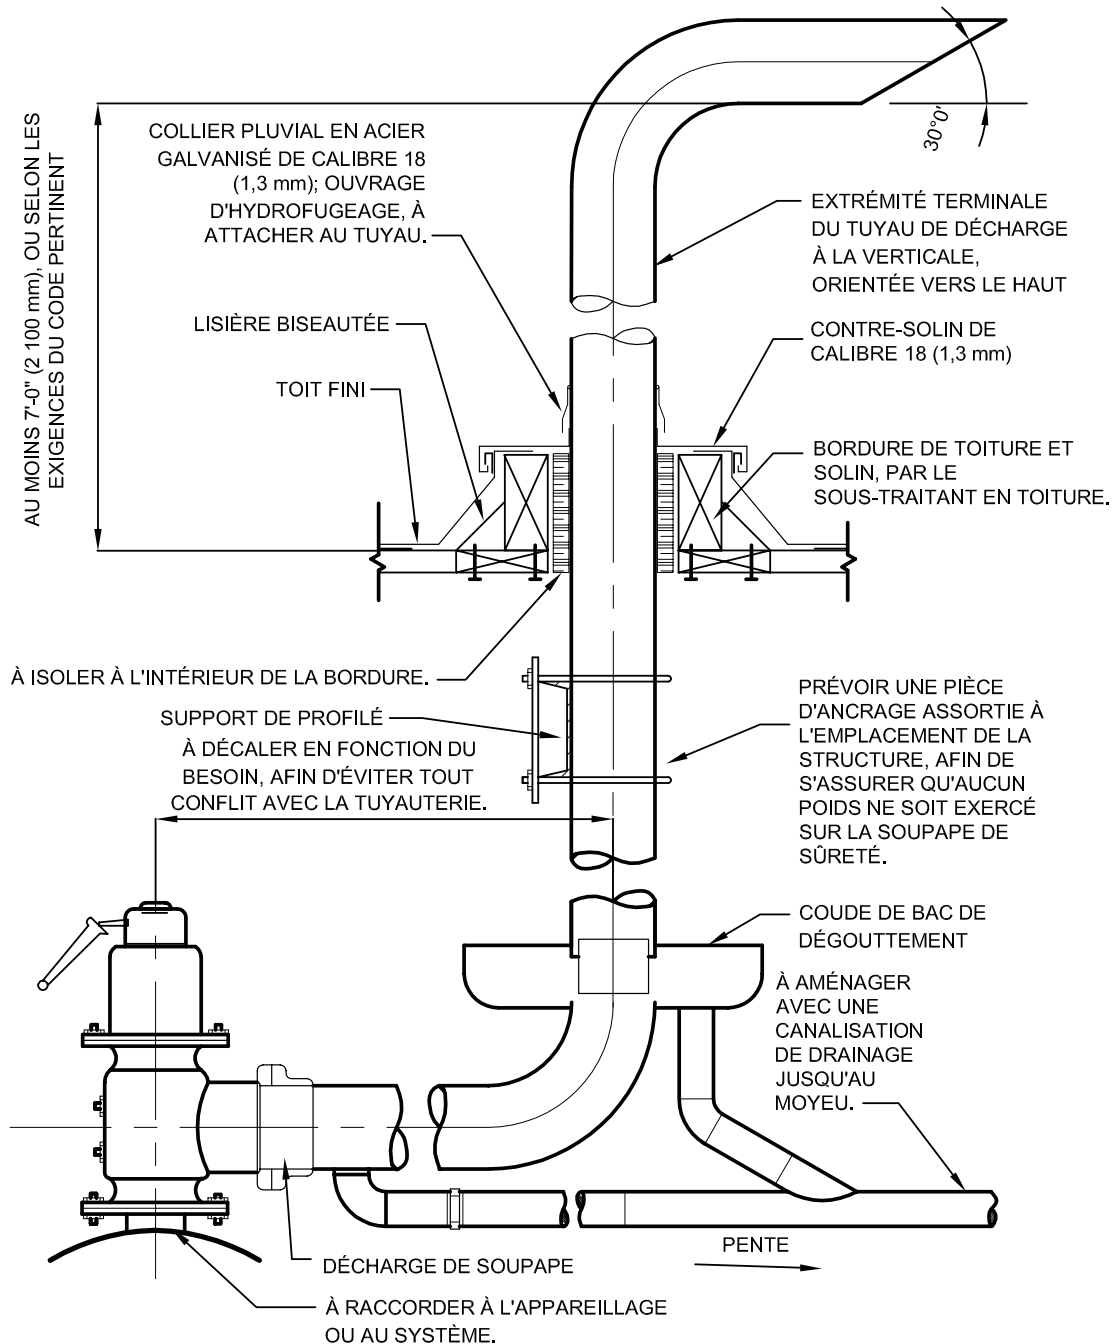 AU MOINS 7'-0" (2 100 mm), OU SELON LES
EXIGENCES DU CODE PERTINENT
COLLIER PLUVIAL EN ACIER
GALVANISÉ DE CALIBRE 18
(1,3 mm); OUVRAGE
D'HYDROFUGEAGE, À
ATTACHER AU TUYAU.
30°0'
EXTRÉMITÉ TERMINALE
DU TUYAU DE DÉCHARGE
À LA VERTICALE,
ORIENTÉE VERS LE HAUT
LISIÈRE BISEAUTÉE
CONTRE-SOLIN DE
CALIBRE 18 (1,3 mm)
TOIT FINI
BORDURE DE TOITURE ET
SOLIN, PAR LE
SOUS-TRAITANT EN TOITURE.
À ISOLER À L'INTÉRIEUR DE LA BORDURE.
SUPPORT DE PROFILÉ
À DÉCALER EN FONCTION DU
BESOIN, AFIN D'ÉVITER TOUT
CONFLIT AVEC LA TUYAUTERIE.
PRÉVOIR UNE PIÈCE
D'ANCRAGE ASSORTIE À
L'EMPLACEMENT DE LA
STRUCTURE, AFIN DE
S'ASSURER QU'AUCUN
POIDS NE SOIT EXERCÉ
SUR LA SOUPAPE DE
SÛRETÉ.
COUDE DE BAC DE
DÉGOUTTEMENT
À AMÉNAGER
AVEC UNE
CANALISATION
DE DRAINAGE
JUSQU'AU
MOYEU.
PENTE
DÉCHARGE DE SOUPAPE
À RACCORDER À L'APPAREILLAGE
OU AU SYSTÈME.